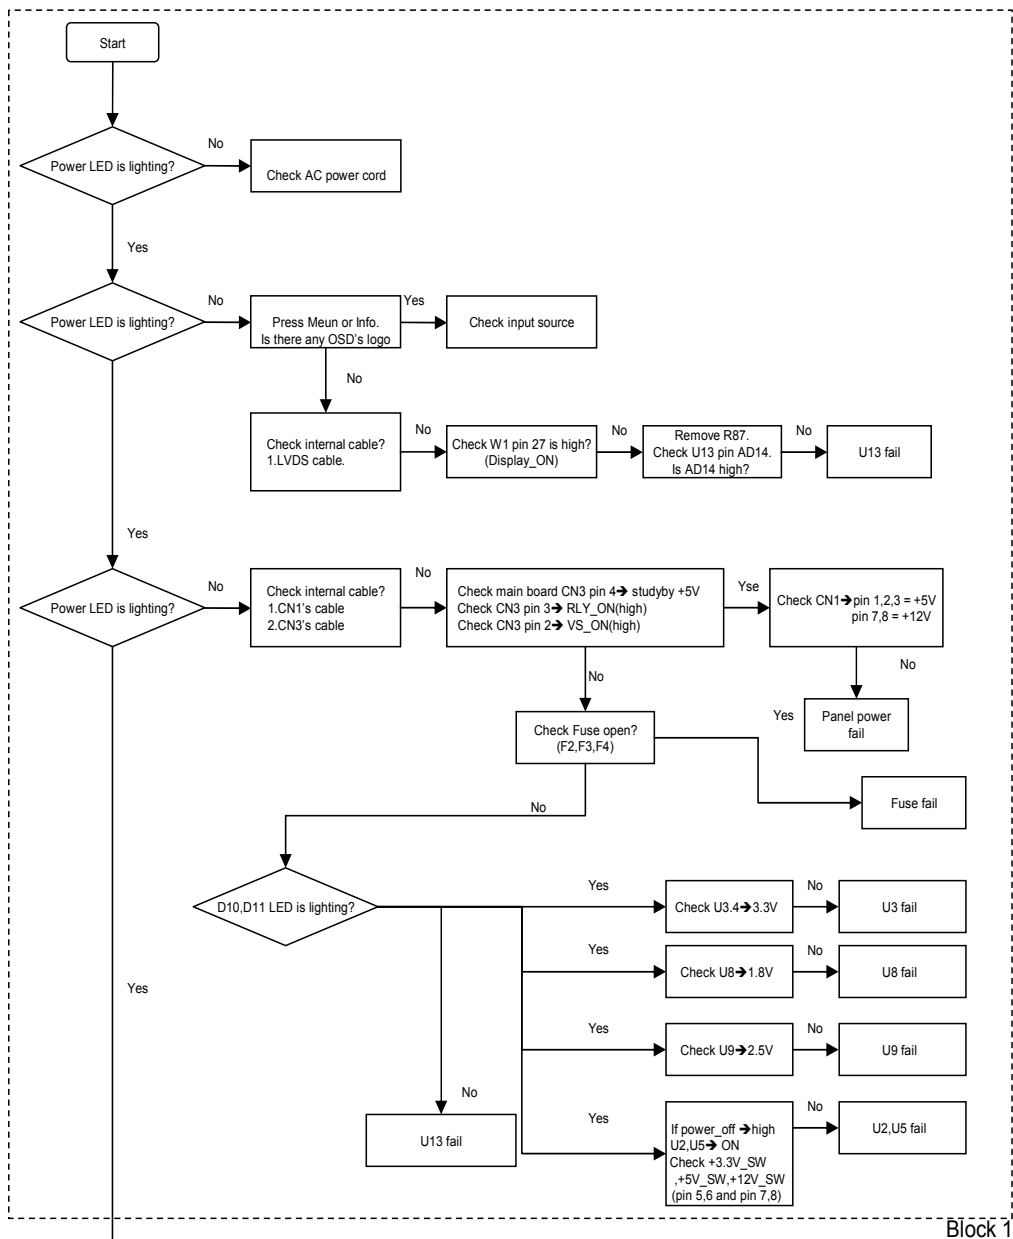 Start
Power LED is lighting?
No
Check AC power cord
Yes
Power LED is lighting?
No
Press Meun or Info.
Is there any OSD's logo
Yes
Check input source
No
Check internal cable?
1.LVDS cable.
No
Check W1 pin 27 is high?
(Display_ON)
No
Remove R87.
Check U13 pin AD14.
Is AD14 high?
No
U13 fail
Yes
Power LED is lighting?
No
Check internal cable?
1.CN1's cable
2.CN3's cable
No
Check main board CN3 pin 4➔ studyby +5V
Check CN3 pin 3➔ RLY_ON(high)
Check CN3 pin 2➔ VS_ON(high)
Yse
Check CN1➔pin 1,2,3 = +5V
pin 7,8 = +12V
No
No
Yes
Panel power
fail
Check Fuse open?
(F2,F3,F4)
Fuse fail
No
D10,D11 LED is lighting?
Yes
Check U3.4➔3.3V
No
U3 fail
Yes
Check U8➔1.8V
No
U8 fail
Yes
Yes
Check U9➔2.5V
No
U9 fail
No
U13 fail
Yes
If power_off ➔high
U2,U5➔ ON
Check +3.3V_SW
,+5V_SW,+12V_SW
(pin 5,6 and pin 7,8)
No
U2,U5 fail
Block 1